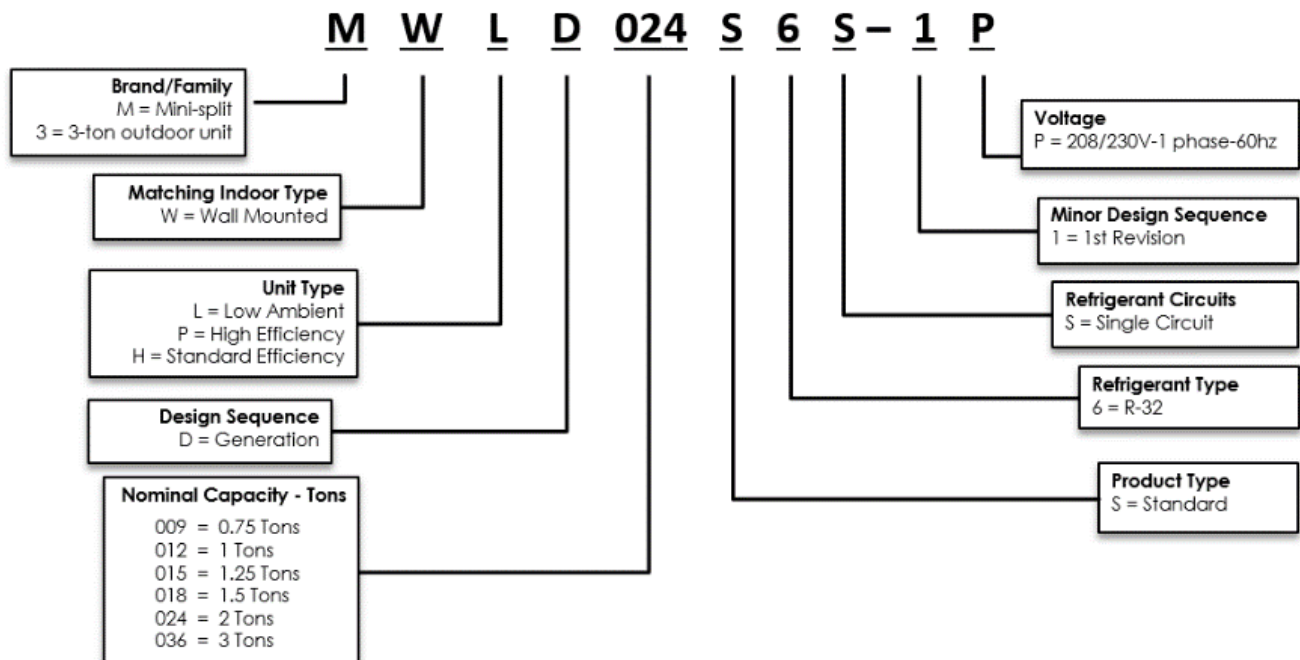 M W L D 024 S 6 S – 1 P
Brand/Family
M = Mini-split
3 = 3-ton outdoor unit
Matching Indoor Type
W = Wall Mounted
Unit Type
L = Low Ambient
P = High Efficiency
H = Standard Efficiency
Design Sequence
D = Generation
Nominal Capacity - Tons
009 = 0.75 Tons
012 = 1 Tons
015 = 1.25 Tons
018 = 1.5 Tons
024 = 2 Tons
036 = 3 Tons
Voltage
P = 208/230V-1 phase-60hz
Minor Design Sequence
1 = 1st Revision
Refrigerant Circuits
S = Single Circuit
Refrigerant Type
6 = R-32
Product Type
S = Standard